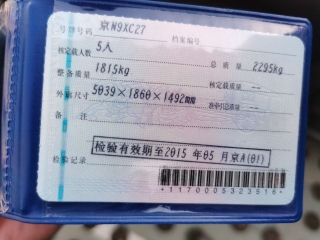 号牌号码 京N9XC27 档案编号
核定载人数 5人 总质量 2295kg
整备质量 1815kg 核定载质量 --
外廓尺寸 5039×1860×1492mm 准牵引总质量 --
备注
检验有效期至2015年05月京A(01)
检验记录
*1170005323516*